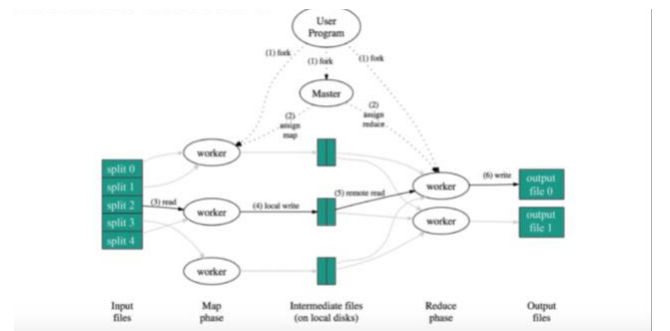 User
Program
(1) fork
(1) fork
(1) fork
Master
(2)
assign
map
(2)
assign
reduce
worker
split 0
split 1
split 2
split 3
split 4
(3) read
worker
(4) local write
(5) remote read
worker
worker
(6) write
output
file 0
output
file 1
worker
Input
files
Map
phase
Intermediate files
(on local disks)
Reduce
phase
Output
files